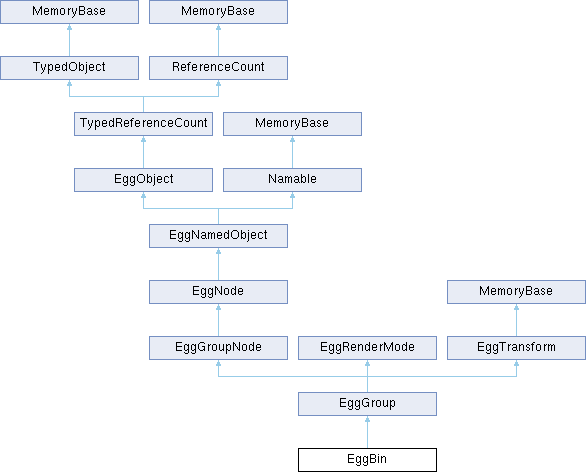 MemoryBase
MemoryBase
TypedObject
ReferenceCount
TypedReferenceCount
MemoryBase
EggObject
Namable
EggNamedObject
EggNode
MemoryBase
EggGroupNode
EggRenderMode
EggTransform
EggGroup
EggBin